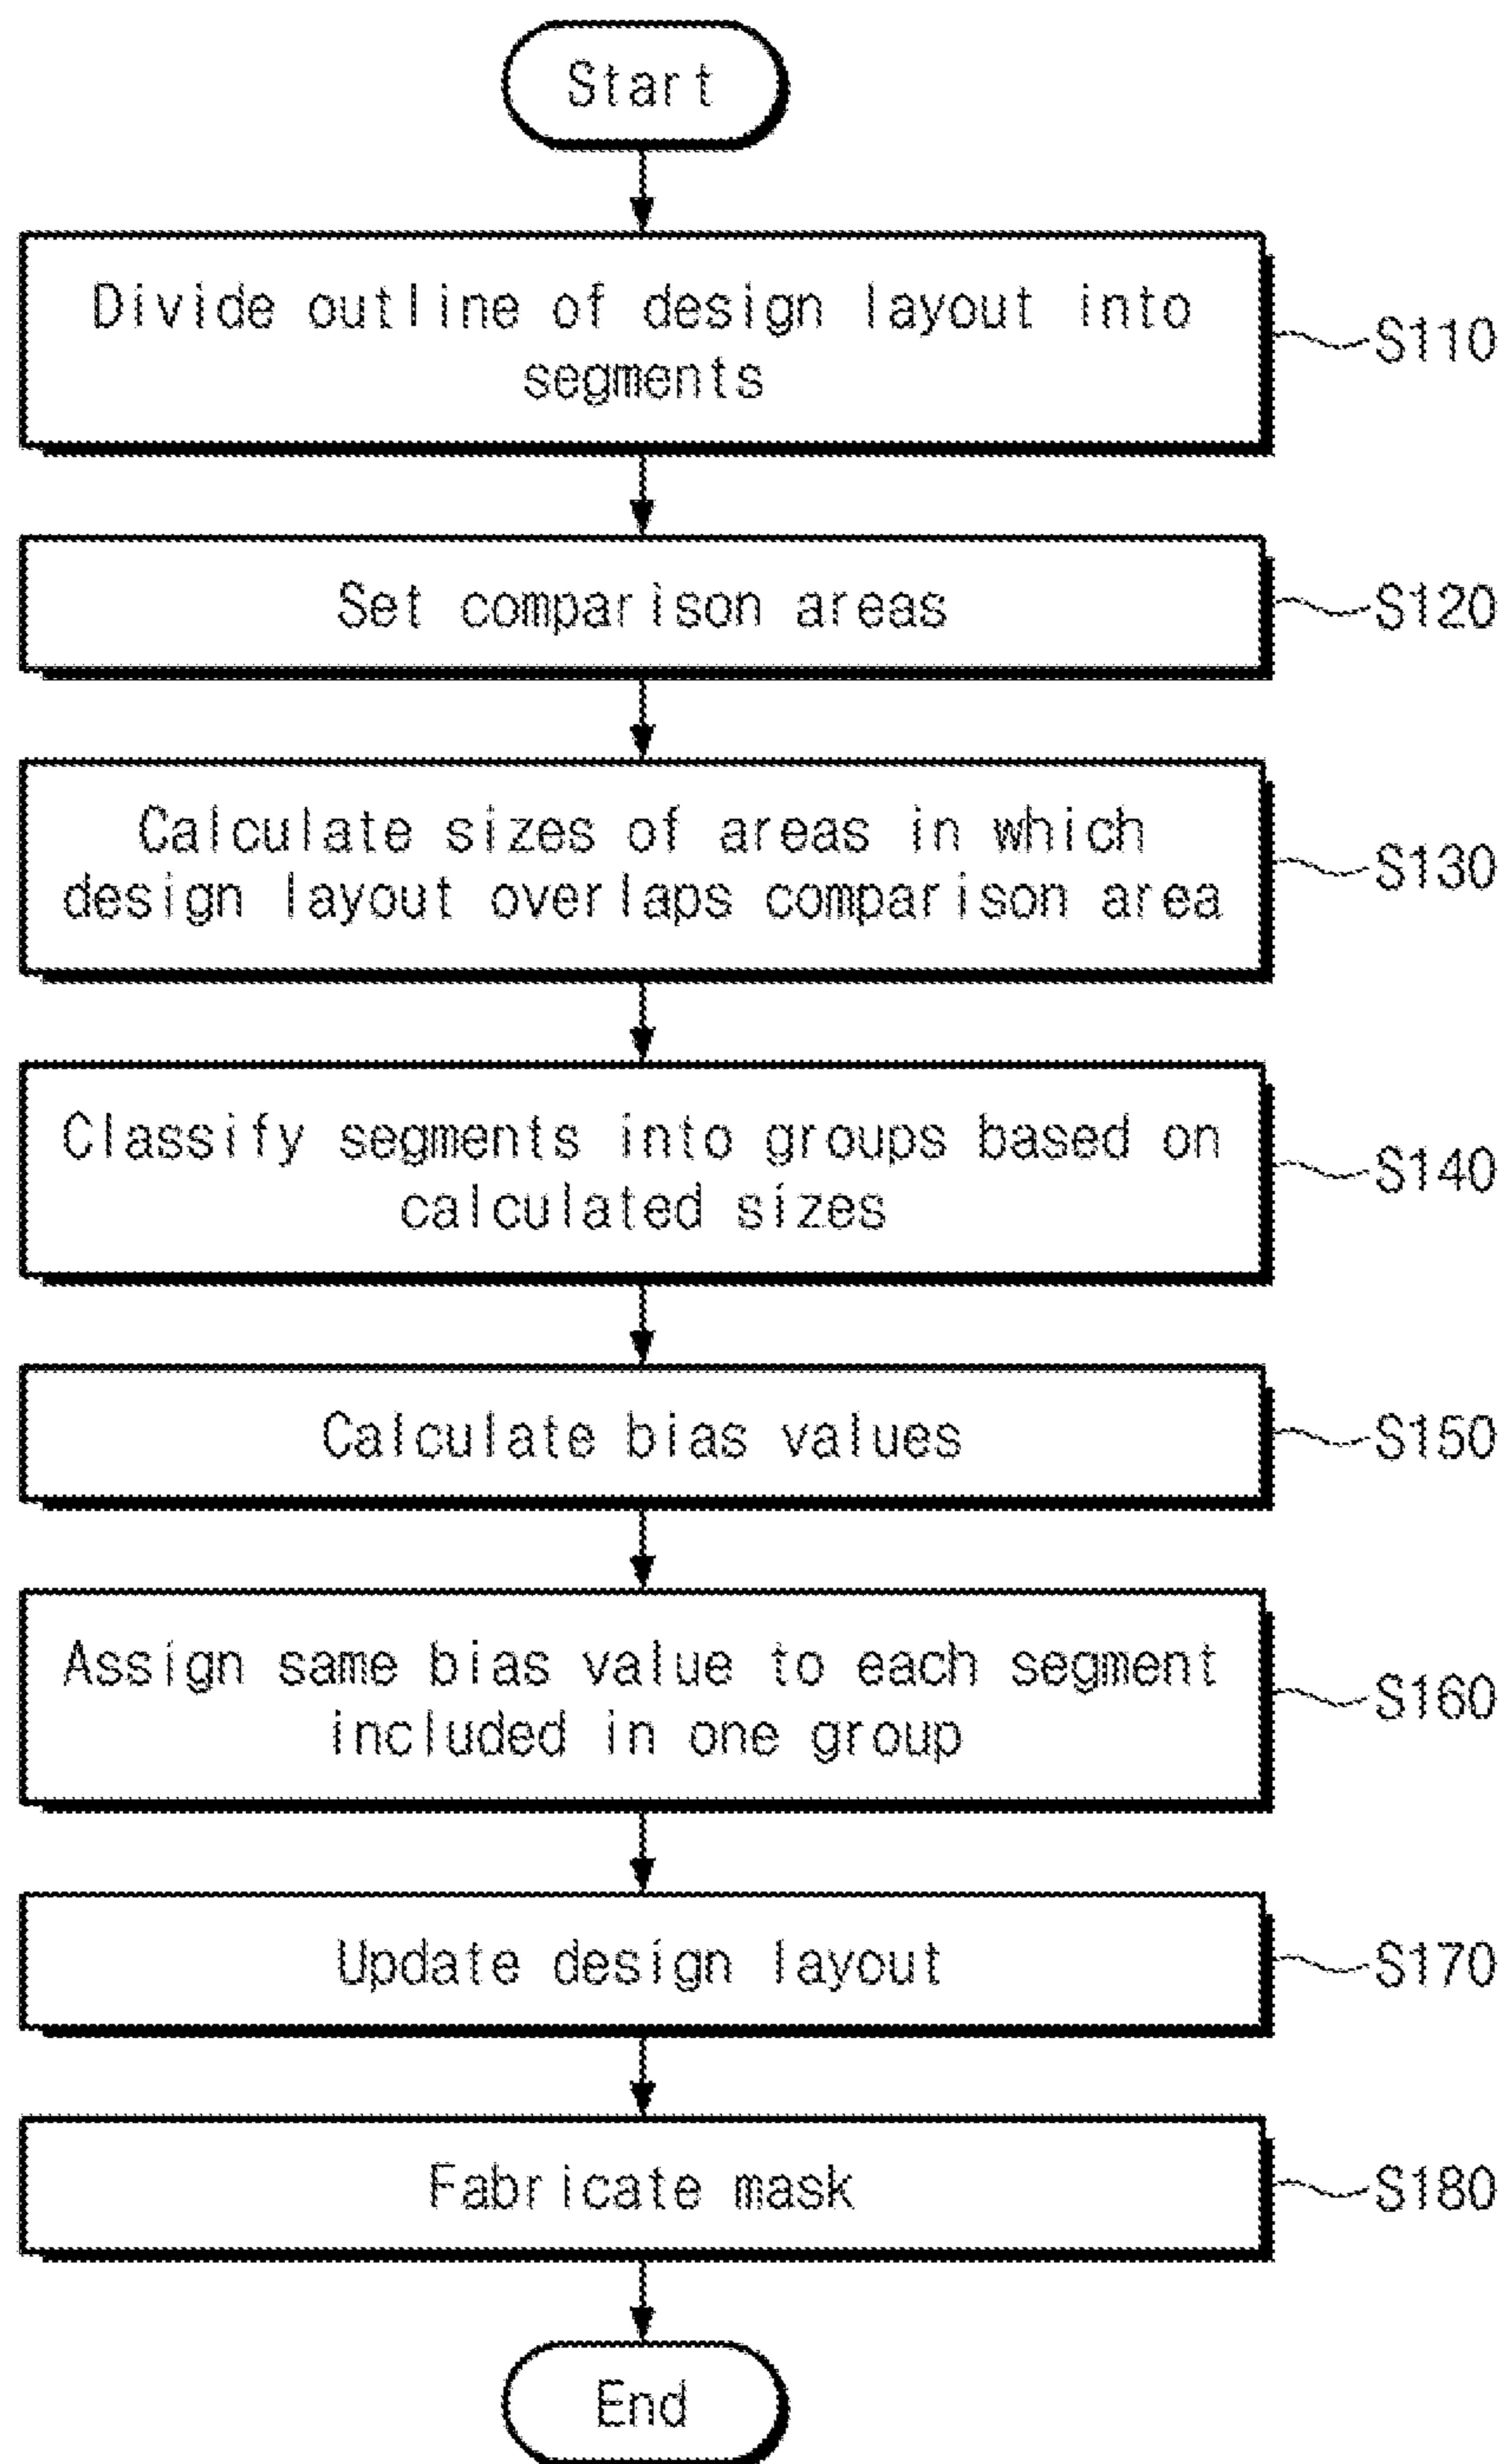 Start
Divide outline of design layout into
segments
S110
Set comparison areas
S120
Calculate sizes of areas in which
design layout overlaps comparison area
S130
Classify segments into groups based on
calculated sizes
S140
Calculate bias values
S150
Assign same bias value to each segment
included in one group
S160
Update design layout
S170
Fabricate mask
S180
End